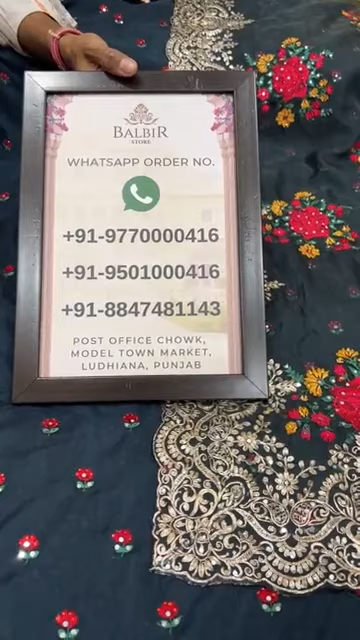 BALBIR
STORE
WHATSAPP ORDER NO.
+91-9770000416
+91-9501000416
+91-8847481143
POST OFFICE CHOWK,
MODEL TOWN MARKET,
LUDHIANA, PUNJAB